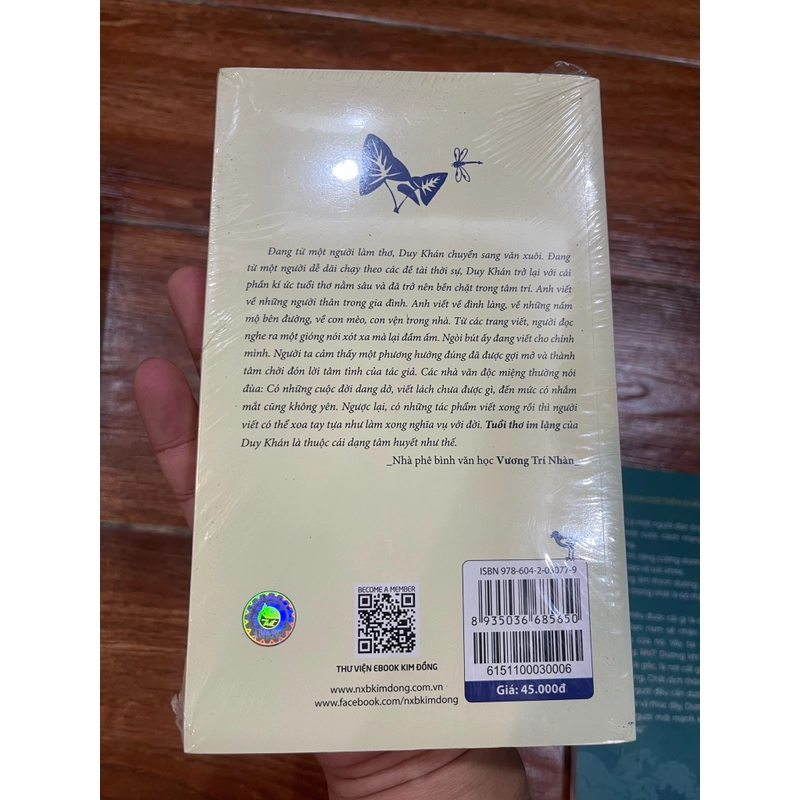 Đang từ một người làm thơ, Duy Khán chuyển sang văn xuôi. Đang
từ một người dễ dãi chạy theo các đề tài thời sự, Duy Khán trở lại với cái
phần kí ức tuổi thơ nằm sâu và đã trở nên bền chặt trong tâm trí. Anh viết
về những người thân trong gia đình. Anh viết về đình làng, về những nấm
mộ bên đường, về con mèo, con vện trong nhà. Từ các trang viết, người đọc
nghe ra một giọng nói xót xa mà lại đầm ấm. Ngòi bút ấy đang viết cho chính
mình. Người ta cảm thấy một phương hướng đúng đã được gợi mở và thành
tâm chời đón lời tâm tình của tác giả. Các nhà văn độc miệng thường nói
đùa: Có những cuộc đời dang dở, viết lách chưa được gì, đến mức có nhắm
mắt cũng không yên. Ngược lại, có những tác phẩm viết xong rồi thì người
viết có thể xoa tay tựa như làm xong nghĩa vụ với đời. Tuổi thơ im lặng của
Duy Khán là thuộc cái dạng tâm huyết như thế.
_Nhà phê bình văn học Vương Trí Nhàn_
ISBN 978-604-2-03077-9
8 935036 685650
6151100030006
Giá: 45.000đ
BECOME A MEMBER
THƯ VIỆN EBOOK KIM ĐỒNG
www.nxbkimdong.com.vn
www.facebook.com/nxbkimdong